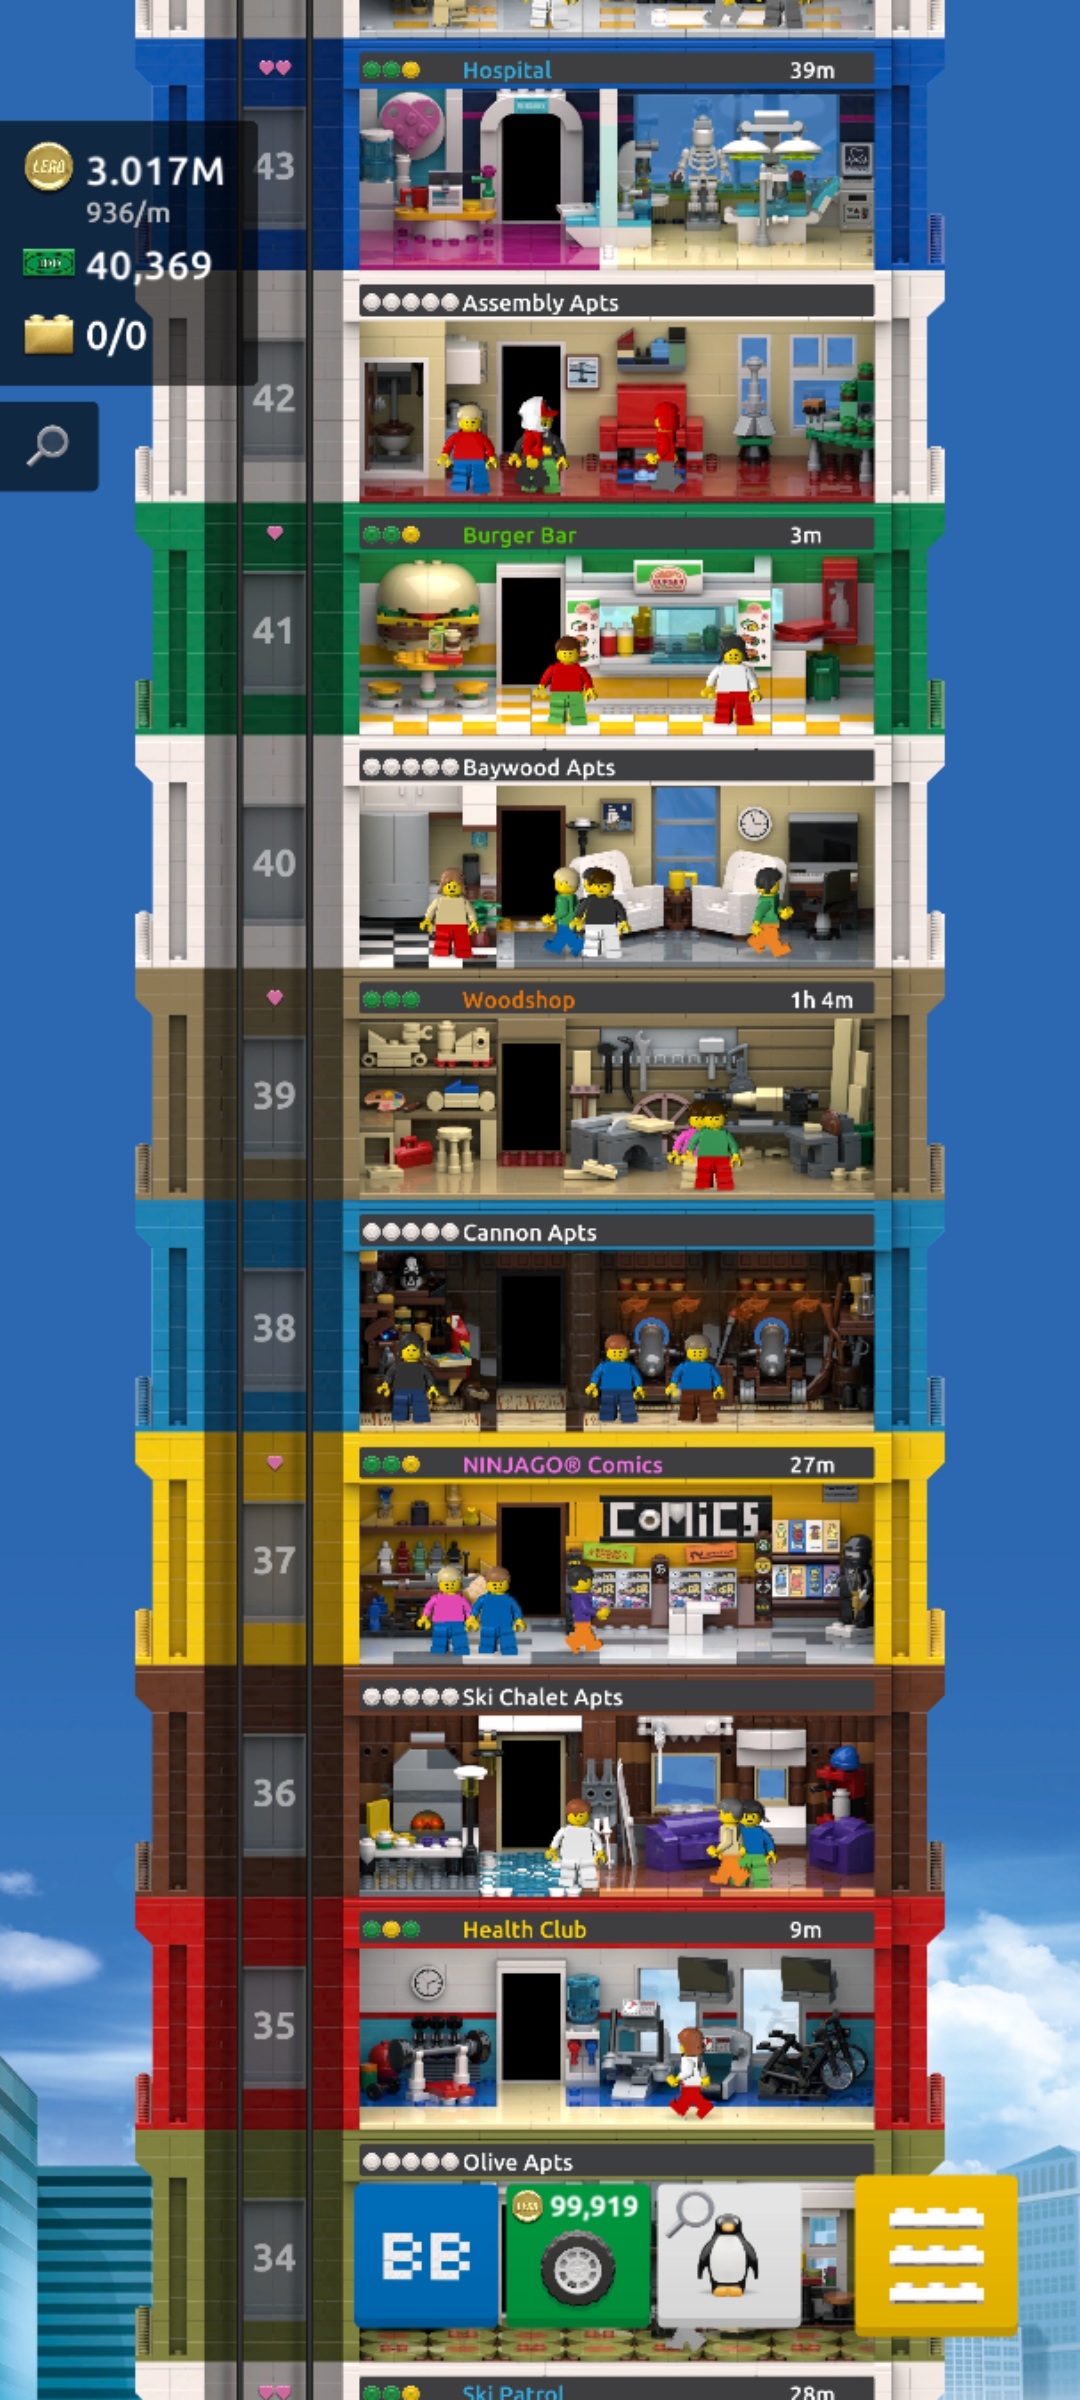 Hospital 39m
43
LEGO 3.017M
936/m
40,369
0/0
Assembly Apts
42
Burger Bar 3m
41
Baywood Apts
40
Woodshop 1h 4m
39
Cannon Apts
38
NINJAGO® Comics 27m
COMiCS
37
Ski Chalet Apts
36
Health Club 9m
35
Olive Apts
34
BB
99,919
Ski Patrol 28m